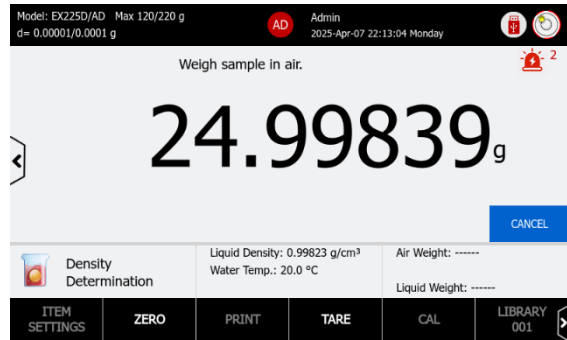 Model: EX225D/AD Max 120/220 g
d= 0.00001/0.0001 g
AD
Admin
2025-Apr-07 22:13:04 Monday
Weigh sample in air.
2
24.99839 g
CANCEL
Density
Determination
Liquid Density: 0.99823 g/cm³
Water Temp.: 20.0 °C
Air Weight: ------
Liquid Weight: ------
ITEM
SETTINGS
ZERO
PRINT
TARE
CAL
LIBRARY
001